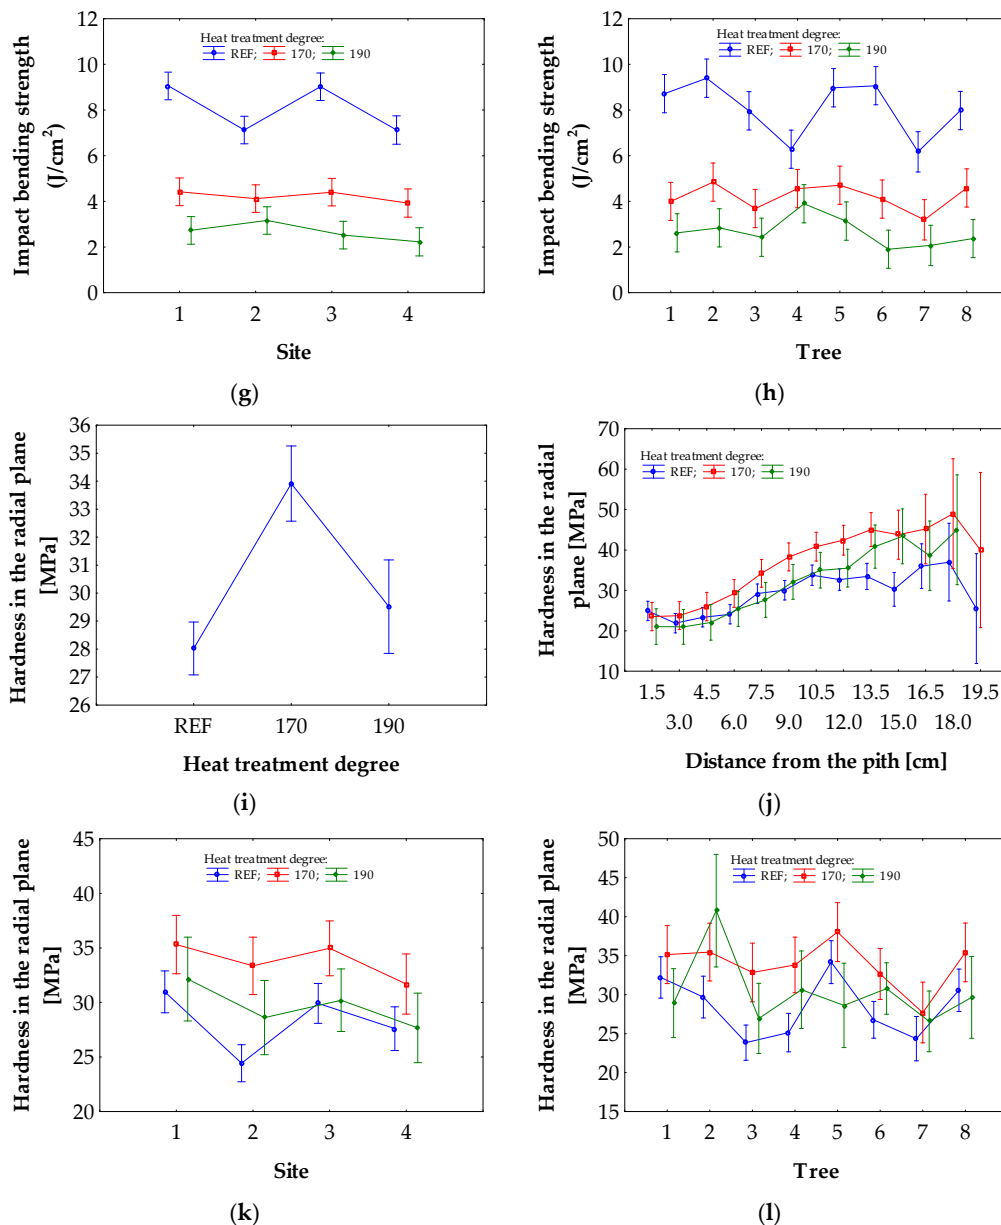 Impact bending strength
(J/cm²)
12
10
8
6
4
2
0
Heat treatment degree:
REF; 170; 190
1 2 3 4
Site
(g)
Impact bending strength
(J/cm²)
12
10
8
6
4
2
0
Heat treatment degree:
REF; 170; 190
1 2 3 4 5 6 7 8
Tree
(h)
Hardness in the radial plane
[MPa]
36
35
34
33
32
31
30
29
28
27
26
REF 170 190
Heat treatment degree
(i)
Hardness in the radial
plane [MPa]
70
60
50
40
30
20
10
Heat treatment degree:
REF; 170; 190
1.5 4.5 7.5 10.5 13.5 16.5 19.5
3.0 6.0 9.0 12.0 15.0 18.0
Distance from the pith [cm]
(j)
Hardness in the radial plane
[MPa]
45
40
35
30
25
20
Heat treatment degree:
REF; 170; 190
1 2 3 4
Site
(k)
Hardness in the radial plane
[MPa]
50
45
40
35
30
25
20
15
Heat treatment degree:
REF; 170; 190
1 2 3 4 5 6 7 8
Tree
(l)